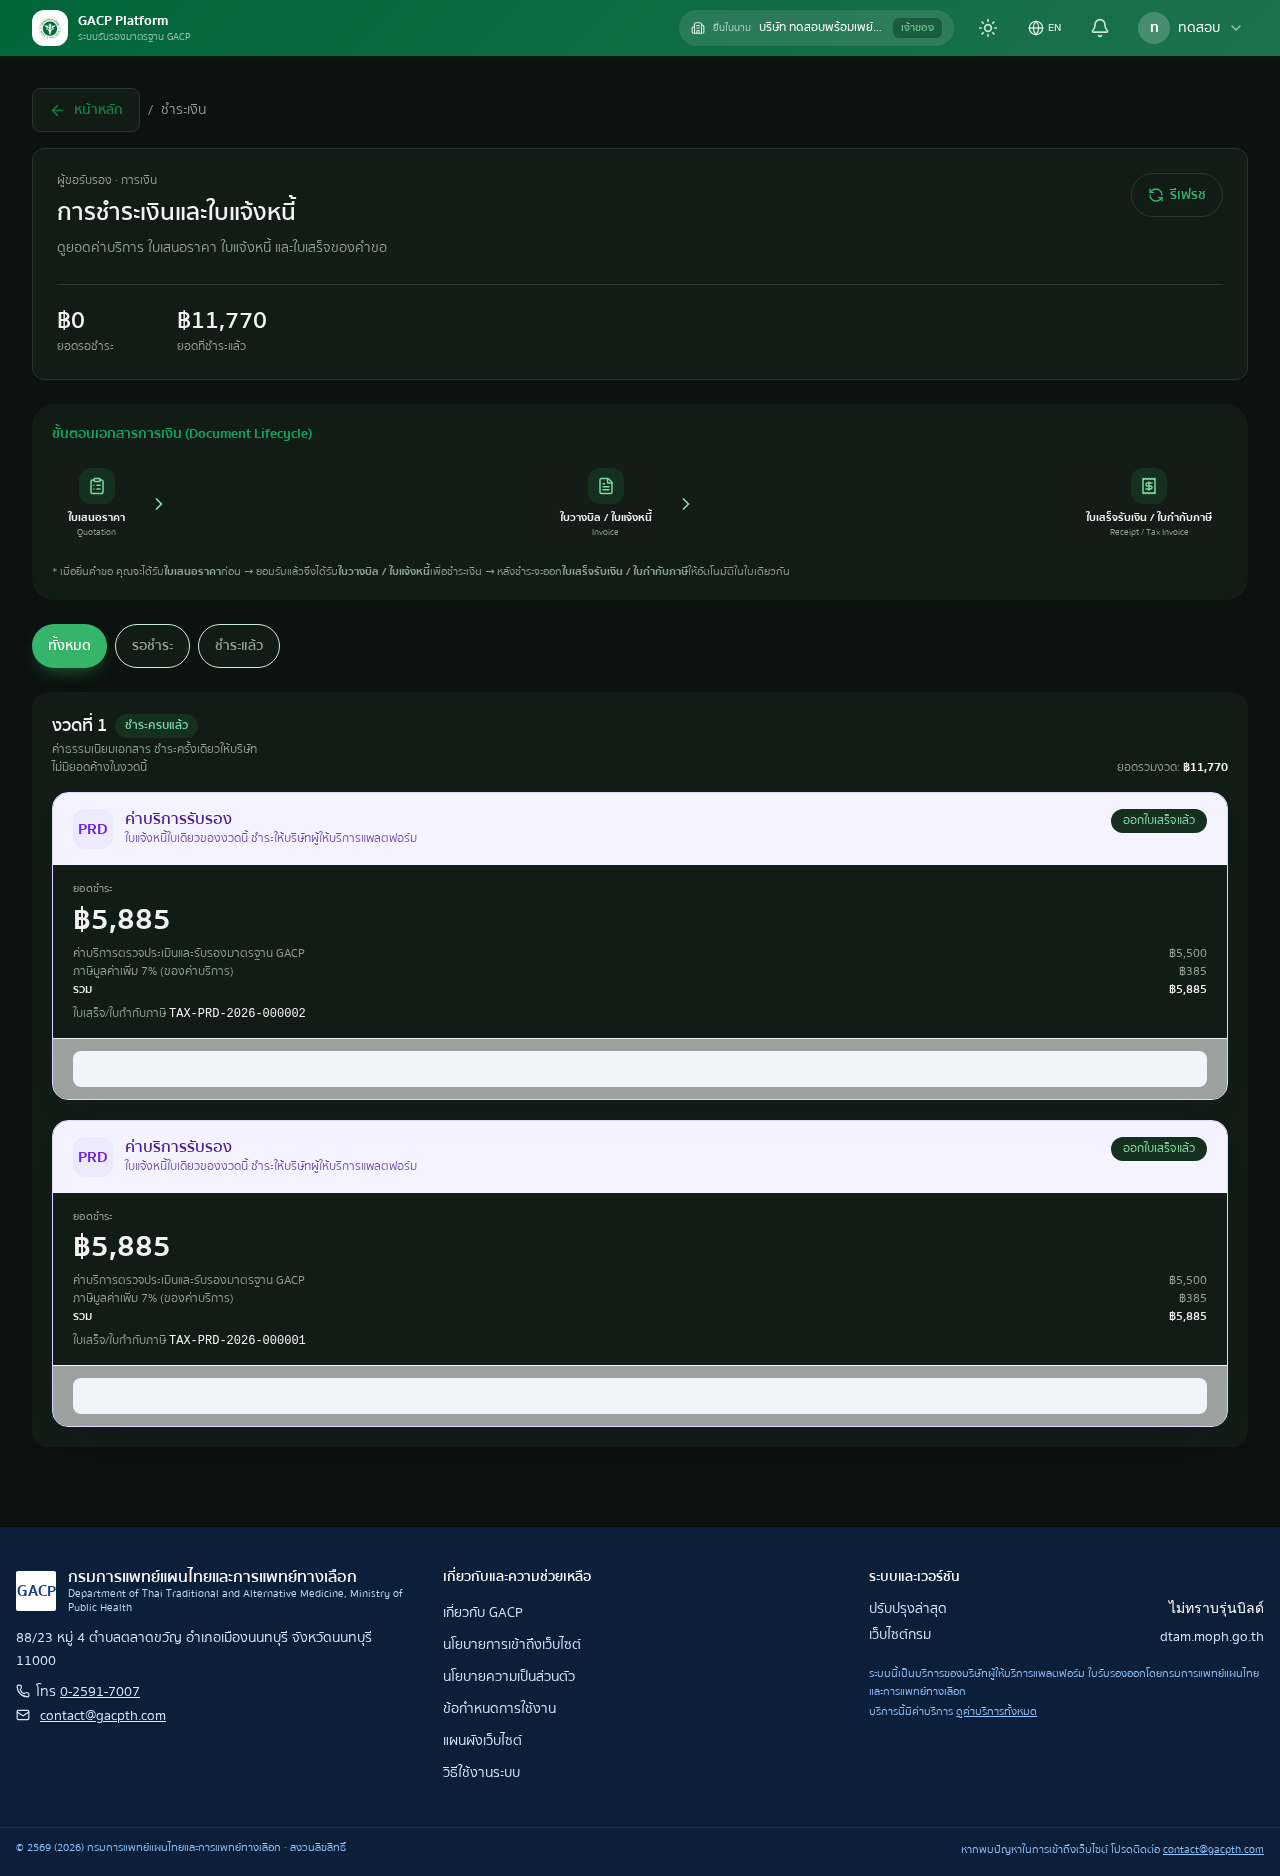 GACP Platform
ระบบรับรองมาตรฐาน GACP
ยื่นในนาม บริษัท ทดสอบพร้อมเพย์... เจ้าของ
EN
ท ทดสอบ
หน้าหลัก / ชำระเงิน
ผู้ขอรับรอง · การเงิน
การชำระเงินและใบแจ้งหนี้
รีเฟรช
ดูยอดค่าบริการ ใบเสนอราคา ใบแจ้งหนี้ และใบเสร็จของคำขอ
฿0 ฿11,770
ยอดรอชำระ ยอดที่ชำระแล้ว
ขั้นตอนเอกสารการเงิน (Document Lifecycle)
ใบเสนอราคา ใบวางบิล / ใบแจ้งหนี้ ใบเสร็จรับเงิน / ใบกำกับภาษี
Quotation Invoice Receipt / Tax Invoice
* เมื่อยื่นคำขอ คุณจะได้รับใบเสนอราคาก่อน → ยอมรับแล้วจึงได้รับใบวางบิล / ใบแจ้งหนี้เพื่อชำระเงิน → หลังชำระจะออกใบเสร็จรับเงิน / ใบกำกับภาษีให้อัตโนมัติในใบเดียวกัน
ทั้งหมด รอชำระ ชำระแล้ว
งวดที่ 1 ชำระครบแล้ว
ค่าธรรมเนียมเอกสาร ชำระครั้งเดียวให้บริษัท
ไม่มียอดค้างในงวดนี้ ยอดรวมงวด: ฿11,770
PRD ค่าบริการรับรอง ออกใบเสร็จแล้ว
ใบแจ้งหนี้ใบเดียวของงวดนี้ ชำระให้บริษัทผู้ให้บริการแพลตฟอร์ม
ยอดชำระ
฿5,885
ค่าบริการตรวจประเมินและรับรองมาตรฐาน GACP ฿5,500
ภาษีมูลค่าเพิ่ม 7% (ของค่าบริการ) ฿385
รวม ฿5,885
ใบเสร็จ/ใบกำกับภาษี TAX-PRD-2026-000002
PRD ค่าบริการรับรอง ออกใบเสร็จแล้ว
ใบแจ้งหนี้ใบเดียวของงวดนี้ ชำระให้บริษัทผู้ให้บริการแพลตฟอร์ม
ยอดชำระ
฿5,885
ค่าบริการตรวจประเมินและรับรองมาตรฐาน GACP ฿5,500
ภาษีมูลค่าเพิ่ม 7% (ของค่าบริการ) ฿385
รวม ฿5,885
ใบเสร็จ/ใบกำกับภาษี TAX-PRD-2026-000001
GACP กรมการแพทย์แผนไทยและการแพทย์ทางเลือก
Department of Thai Traditional and Alternative Medicine, Ministry of
Public Health
88/23 หมู่ 4 ตำบลตลาดขวัญ อำเภอเมืองนนทบุรี จังหวัดนนทบุรี
11000
โทร 0-2591-7007
contact@gacpth.com
เกี่ยวกับและความช่วยเหลือ
เกี่ยวกับ GACP
นโยบายการเข้าถึงเว็บไซต์
นโยบายความเป็นส่วนตัว
ข้อกำหนดการใช้งาน
แผนผังเว็บไซต์
วิธีใช้งานระบบ
ระบบและเวอร์ชัน
ปรับปรุงล่าสุด ไม่ทราบรุ่นบิลด์
เว็บไซต์กรม dtam.moph.go.th
ระบบนี้เป็นบริการของบริษัทผู้ให้บริการแพลตฟอร์ม ใบรับรองออกโดยกรมการแพทย์แผนไทย
และการแพทย์ทางเลือก
บริการนี้มีค่าบริการ ดูค่าบริการทั้งหมด
© 2569 (2026) กรมการแพทย์แผนไทยและการแพทย์ทางเลือก · สงวนลิขสิทธิ์
หากพบปัญหาในการเข้าถึงเว็บไซต์ โปรดติดต่อ contact@gacpth.com